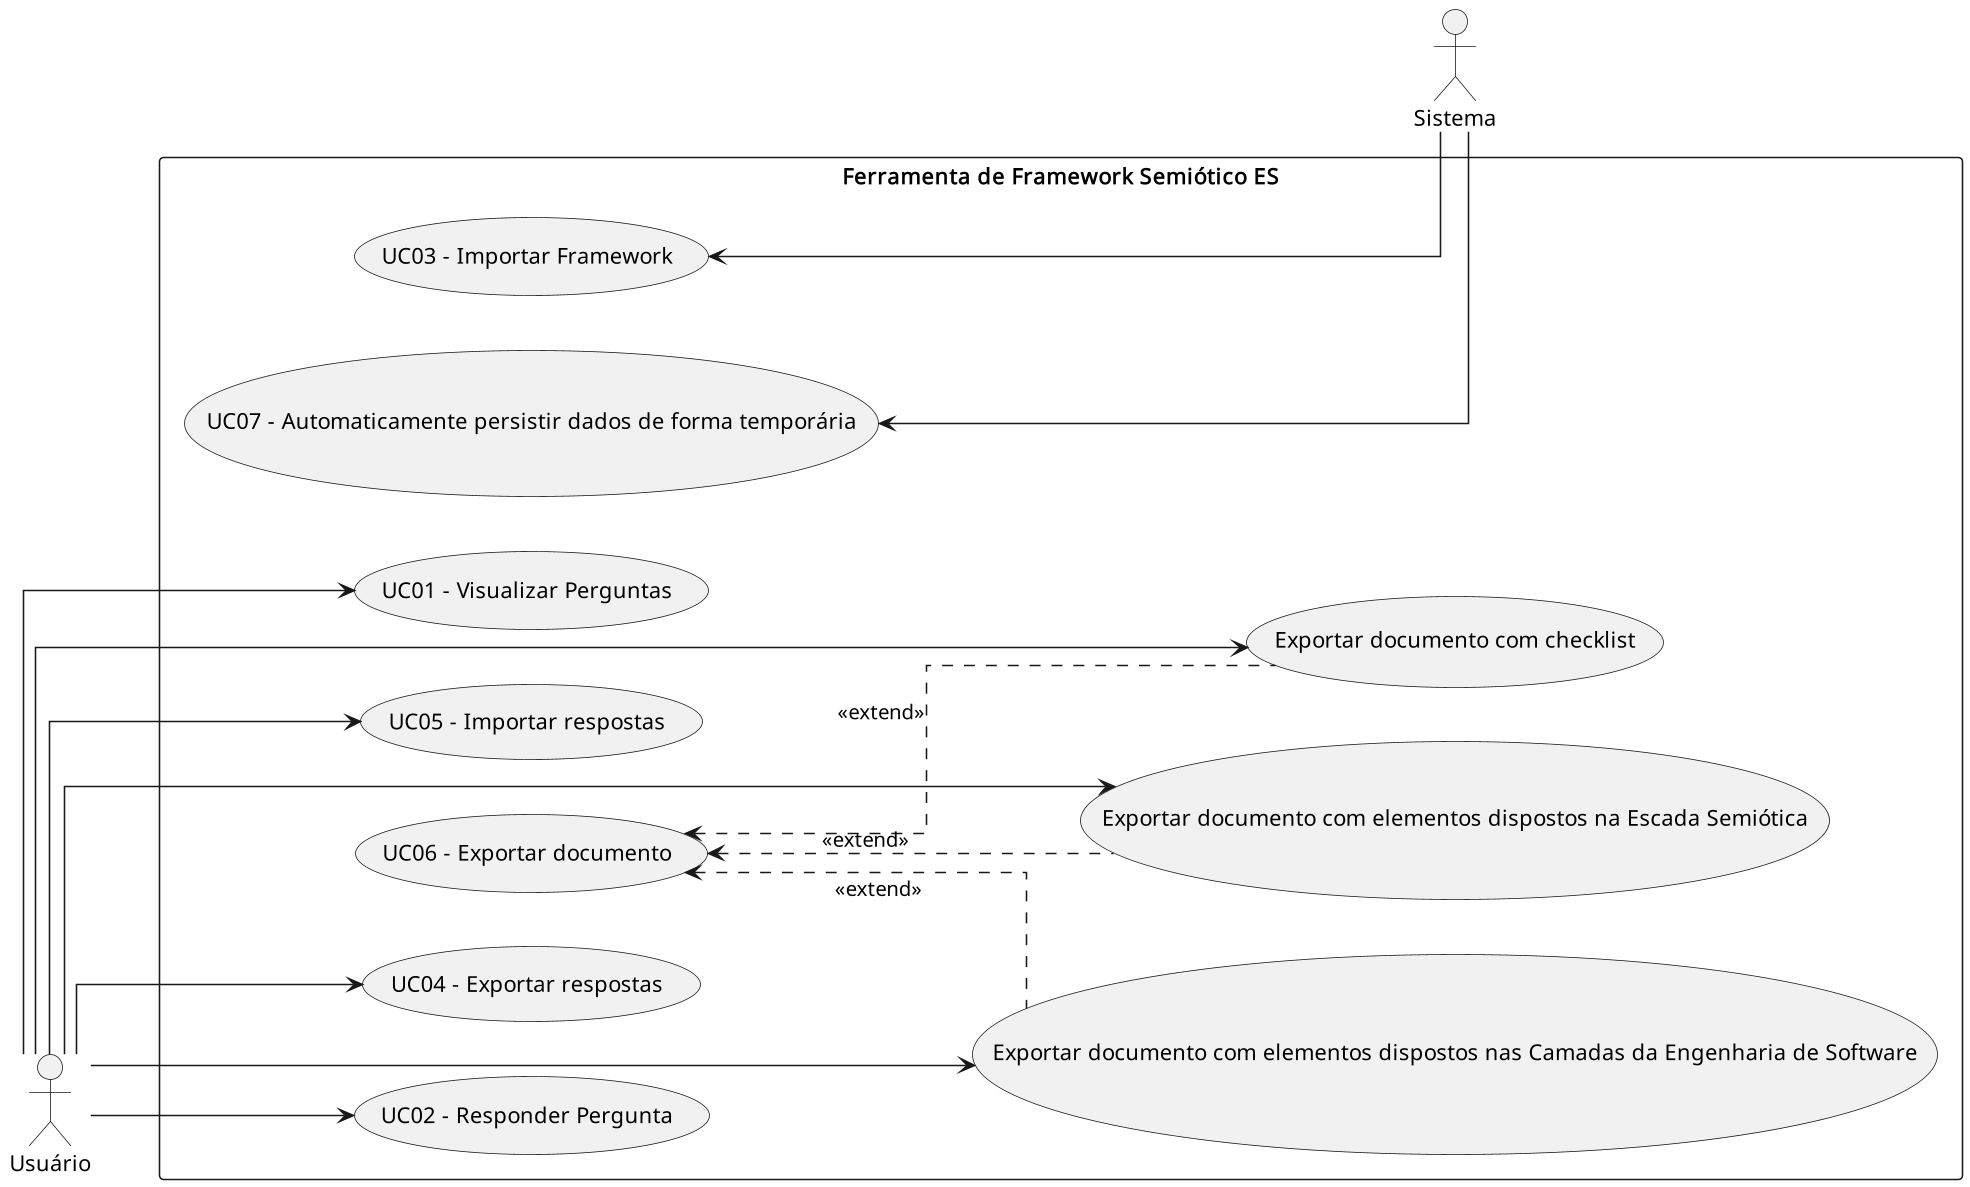 Sistema
Ferramenta de Framework Semiótico ES
UC03 - Importar Framework
UC07 - Automaticamente persistir dados de forma temporária
UC01 - Visualizar Perguntas
Exportar documento com checklist
«extend»
UC05 - Importar respostas
Exportar documento com elementos dispostos na Escada Semiótica
«extend»
UC06 - Exportar documento
«extend»
UC04 - Exportar respostas
Exportar documento com elementos dispostos nas Camadas da Engenharia de Software
UC02 - Responder Pergunta
Usuário